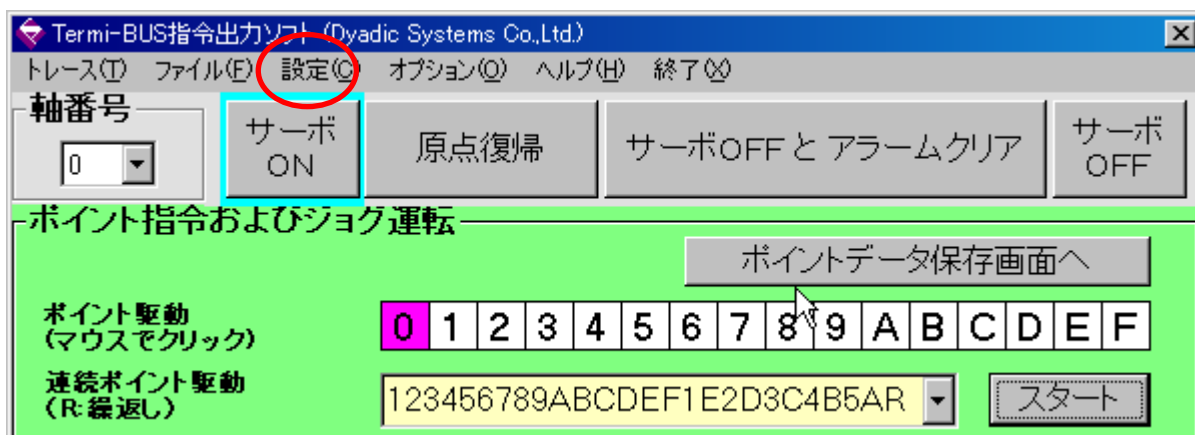 Termi-BUS指令出力ソフト (Dyadic Systems Co.,Ltd.)
トレース(T) ファイル(F) 設定(C) オプション(O) ヘルプ(H) 終了(X)
軸番号
0
サーボ
ON
原点復帰
サーボOFF と アラームクリア
サーボ
OFF
ポイント指令およびジョグ運転
ポイントデータ保存画面へ
ポイント駆動
(マウスでクリック)
0 1 2 3 4 5 6 7 8 9 A B C D E F
連続ポイント駆動
(R:繰返し)
123456789ABCDEF1E2D3C4B5AR
スタート